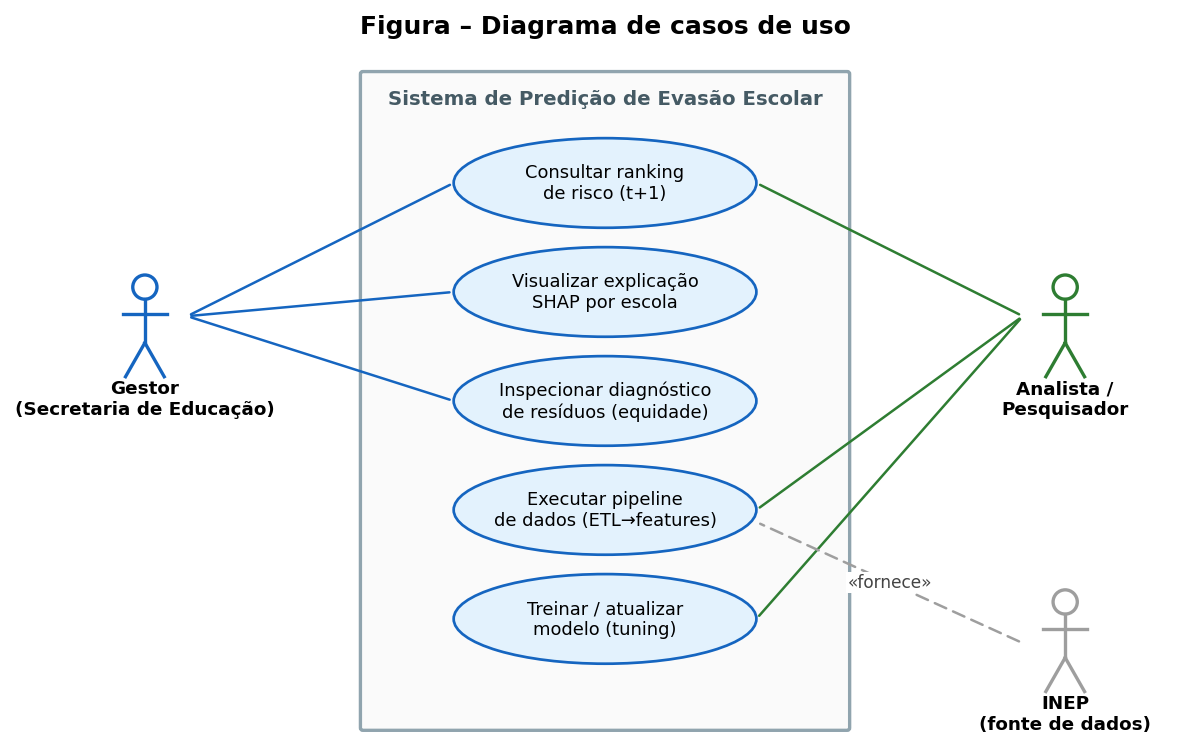 Figura – Diagrama de casos de uso
Sistema de Predição de Evasão Escolar
Consultar ranking
de risco (t+1)
Visualizar explicação
SHAP por escola
Inspecionar diagnóstico
de resíduos (equidade)
Executar pipeline
de dados (ETL→features)
Treinar / atualizar
modelo (tuning)
Gestor
(Secretaria de Educação)
Analista /
Pesquisador
«fornece»
INEP
(fonte de dados)